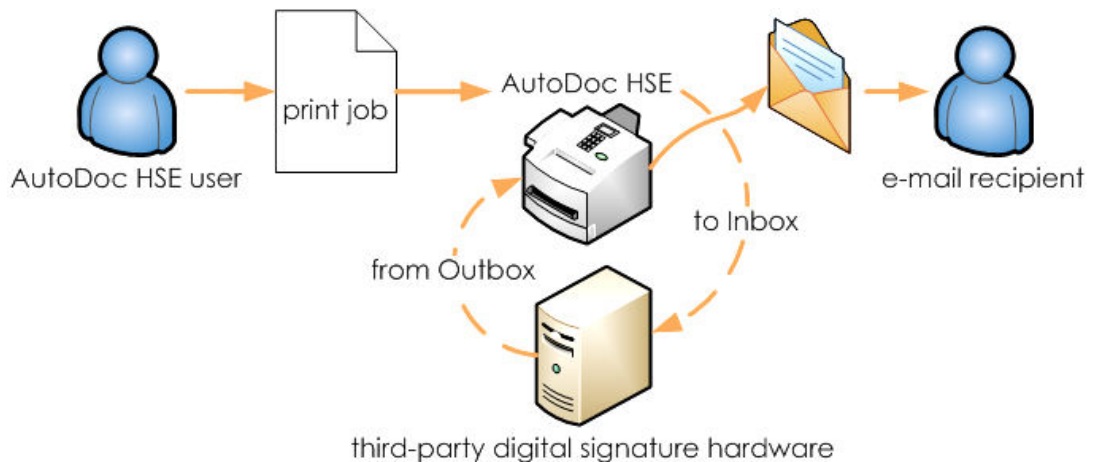 print job
AutoDoc HSE
AutoDoc HSE user
e-mail recipient
to Inbox
from Outbox
third-party digital signature hardware